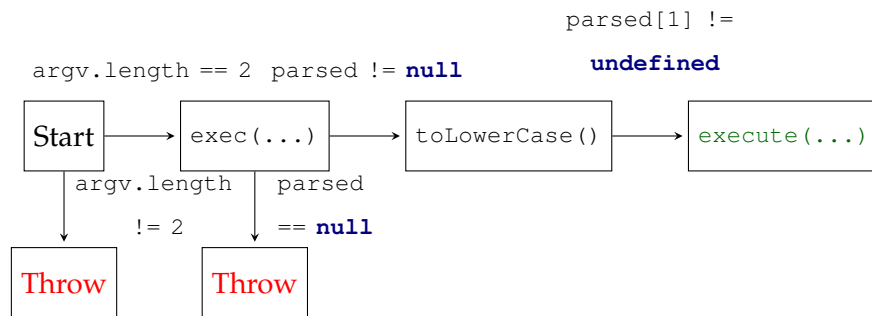 parsed[1] !=
undefined
argv.length == 2 parsed != null
Start exec(...) toLowerCase() execute(...)
argv.length parsed
!= 2 == null
Throw Throw